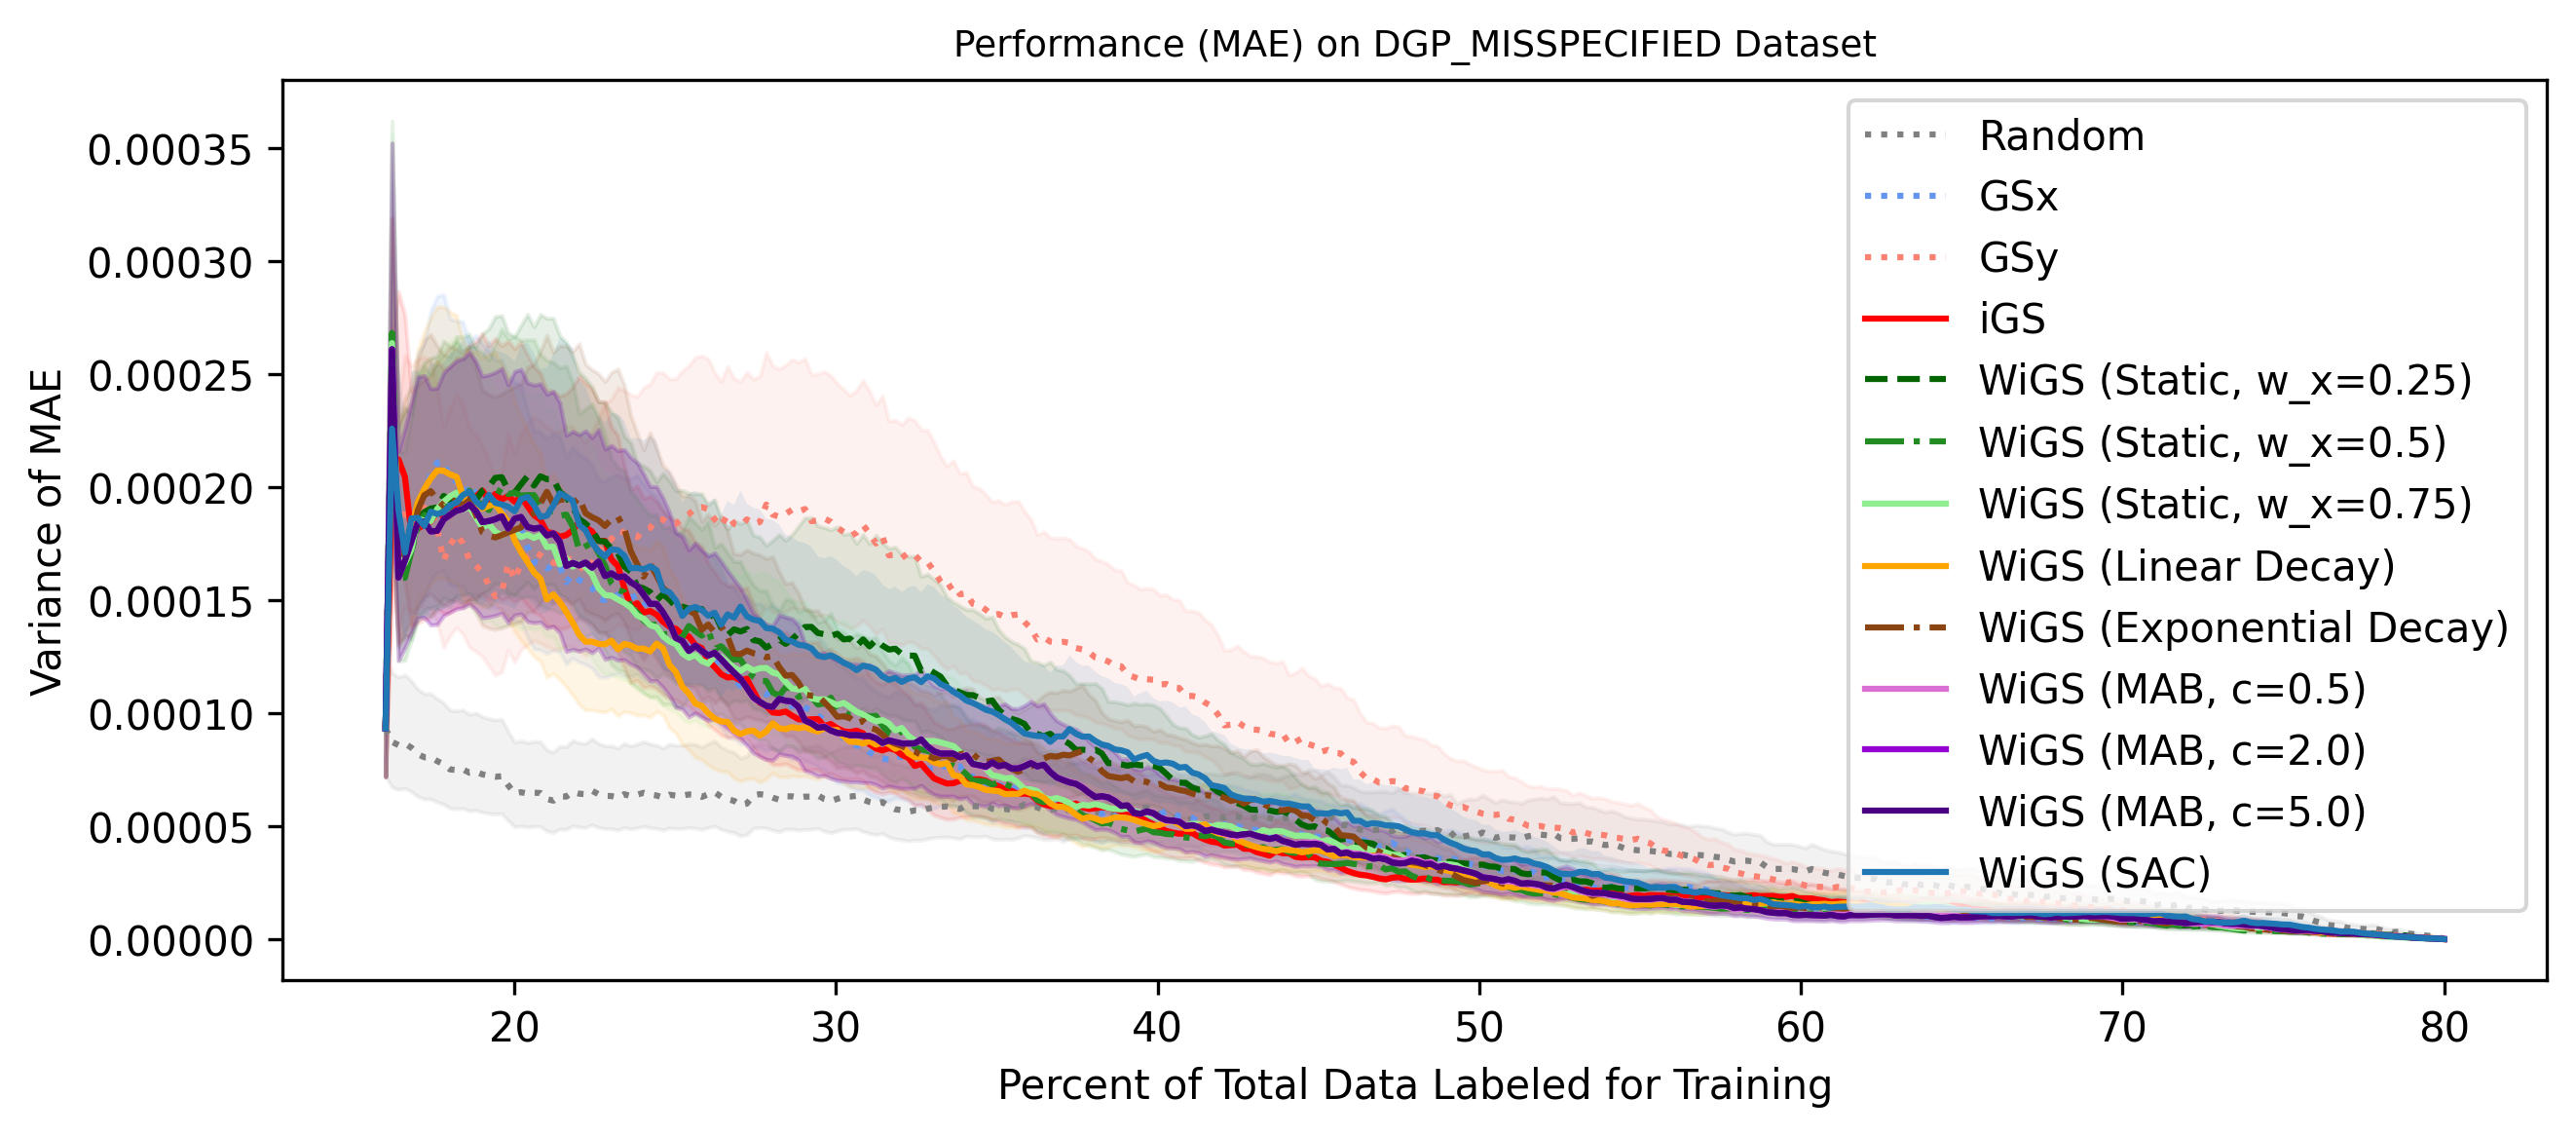 Performance (MAE) on DGP_MISSPECIFIED Dataset
Variance of MAE
0.00035
0.00030
0.00025
0.00020
0.00015
0.00010
0.00005
0.00000
Random
GSx
GSy
iGS
WiGS (Static, w_x=0.25)
WiGS (Static, w_x=0.5)
WiGS (Static, w_x=0.75)
WiGS (Linear Decay)
WiGS (Exponential Decay)
WiGS (MAB, c=0.5)
WiGS (MAB, c=2.0)
WiGS (MAB, c=5.0)
WiGS (SAC)
20 30 40 50 60 70 80
Percent of Total Data Labeled for Training